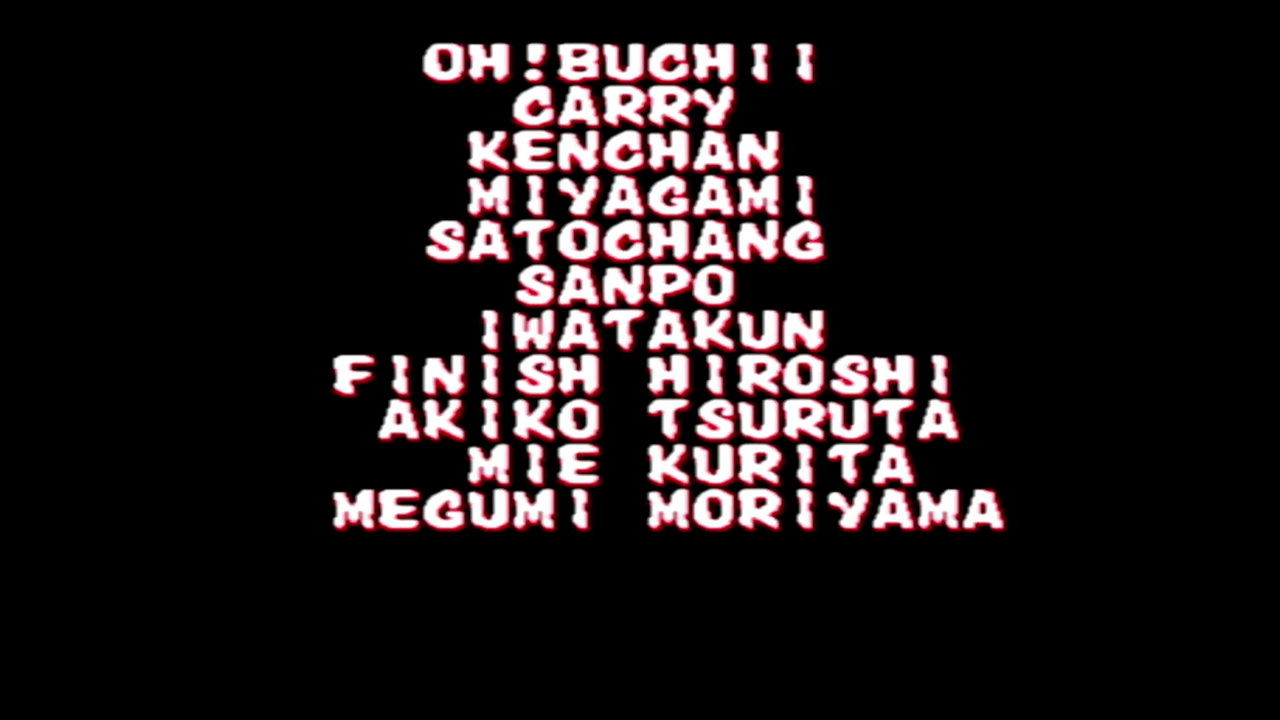 OH!BUCHII
CARRY
KENCHAN
MIYAGAMI
SATOCHANG
SANPO
IWATAKUN
FINISH HIROSHI
AKIKO TSURUTA
MIE KURITA
MEGUMI MORIYAMA